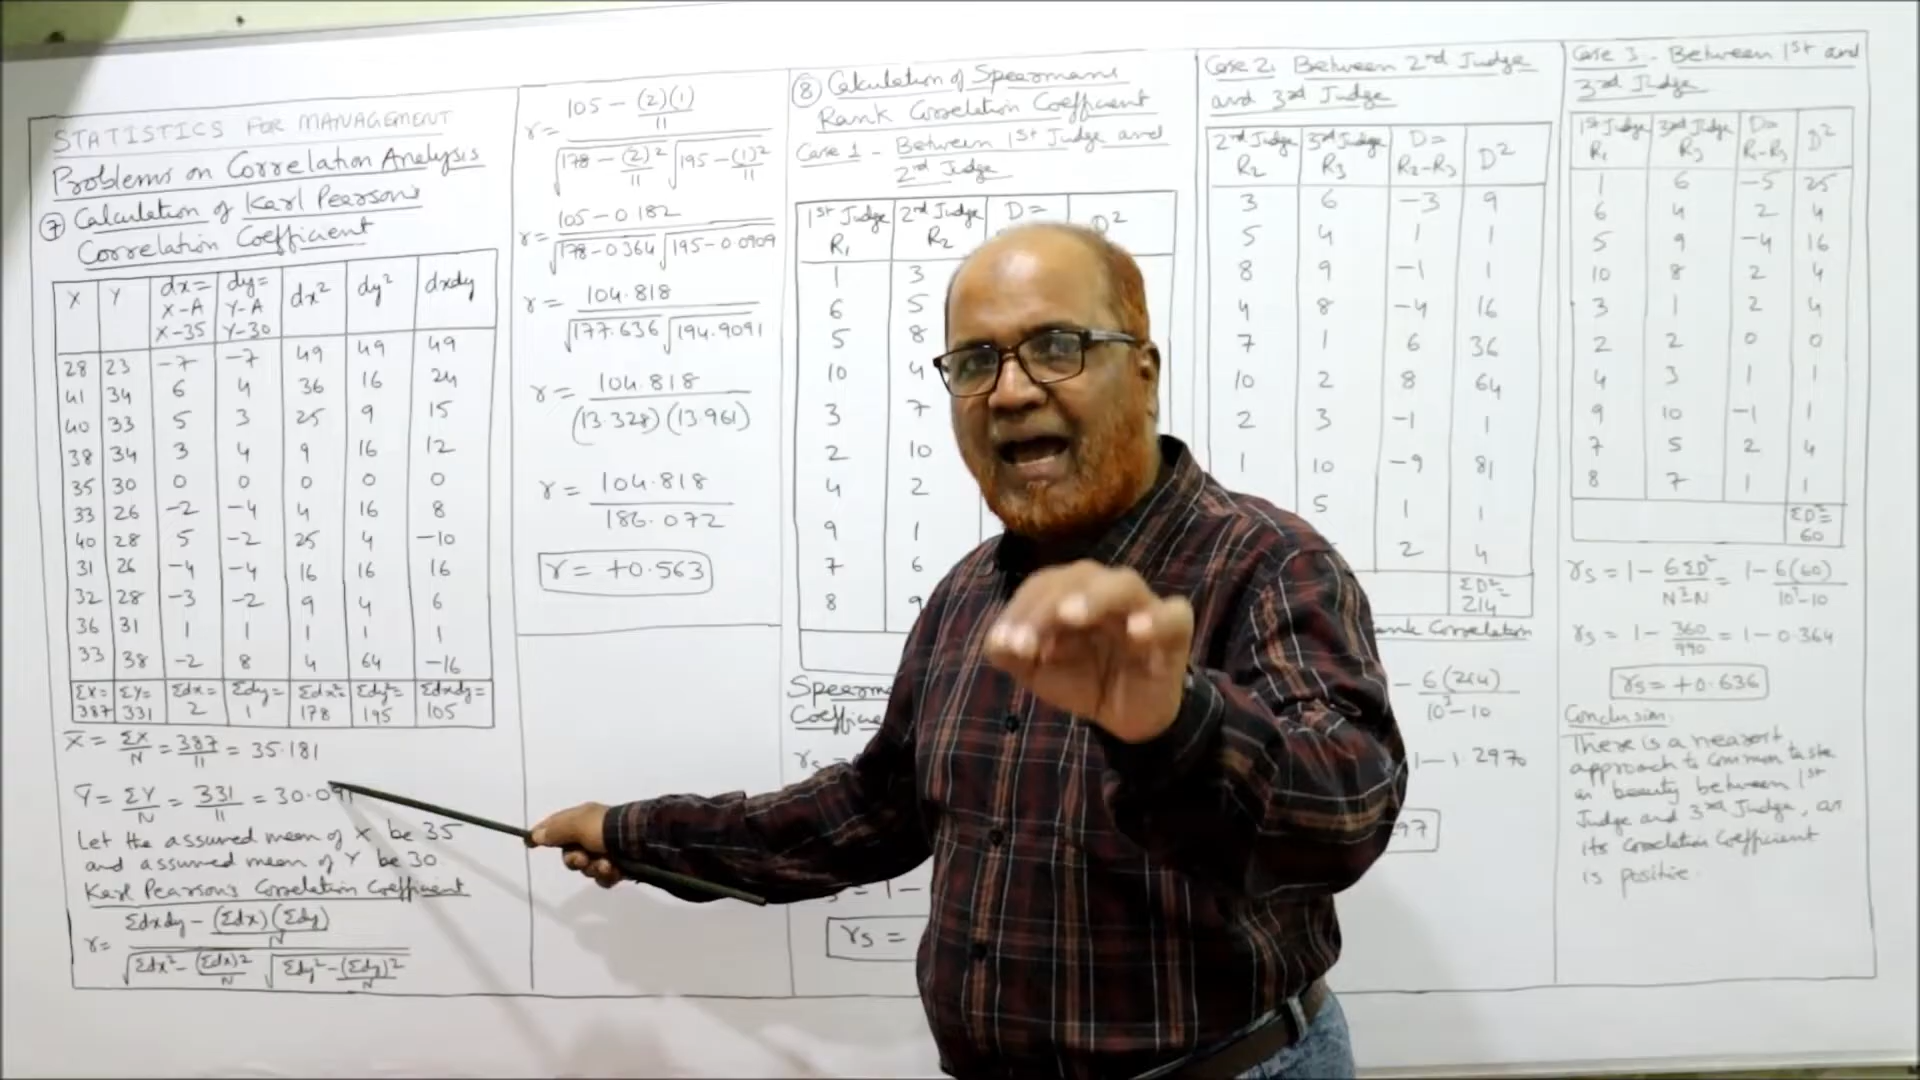 STATISTICS FOR MANAGEMENT
Problems on Correlation Analysis
⑦ Calculation of Karl Pearson's
Correlation Coefficient
X Y dx= X-A X-35 dy= Y-A Y-30 dx² dy² dxdy
28 23 -7 -7 49 49 49
41 34 6 4 36 16 24
40 33 5 3 25 9 15
38 34 3 4 9 16 12
35 30 0 0 0 0 0
33 26 -2 -4 4 16 8
40 28 5 -2 25 4 -10
31 26 -4 -4 16 16 16
32 28 -3 -2 9 4 6
36 31 1 1 1 1 1
33 38 -2 8 4 64 -16
ΣX= 387 ΣY= 331 Σdx= 2 Σdy= 1 Σdx²= 178 Σdy²= 195 Σdxdy= 105
X̄ = ΣX/N = 387/11 = 35.181
Ȳ = ΣY/N = 331/11 = 30.091
Let the assumed mean of X be 35
and assumed mean of Y be 30
Karl Pearson's Correlation Coefficient
r = (Σdxdy - (Σdx)(Σdy)/N) / (√(Σdx² - (Σdx)²/N) √(Σdy² - (Σdy)²/N))
r = (105 - (2)(1)/11) / (√(178 - (2)²/11) √(195 - (1)²/11))
r = (105 - 0.182) / (√(178 - 0.364) √(195 - 0.0909))
r = 104.818 / (√177.636 √194.9091)
r = 104.818 / ((13.328)(13.961))
r = 104.818 / 186.072
r = +0.563
⑧ Calculation of Spearmans
Rank Correlation Coefficient
Case 1 - Between 1st Judge and
2nd Judge
1st Judge R₁ 2nd Judge R₂ D= D²
1 3
6 5
5 8
10 4
3 7
2 10
4 2
9 1
7 6
8 9
rs =
= 1 -
rs =
Case 2: Between 2nd Judge
and 3rd Judge
2nd Judge R₂ 3rd Judge R₃ D= R₂-R₃ D²
3 6 -3 9
5 4 1 1
8 9 -1 1
4 8 -4 16
7 1 6 36
10 2 8 64
2 3 -1 1
1 10 -9 81
5 1 1
2 4
ΣD²= 214
Correlation
- 6(214) / 10³-10
1 - 1.297
97
Case 3 - Between 1st and
3rd Judge
1st Judge R₁ 3rd Judge R₃ D= R₁-R₃ D²
1 6 -5 25
6 4 2 4
5 9 -4 16
10 8 2 4
3 1 2 4
2 2 0 0
4 3 1 1
9 10 -1 1
7 5 2 4
8 7 1 1
ΣD²= 60
rs = 1 - 6ΣD²/N³-N = 1 - 6(60)/10³-10
rs = 1 - 360/990 = 1 - 0.364
rs = +0.636
Conclusion:
There is a nearest
approach to common taste
in beauty between 1st
Judge and 3rd Judge, as
its Correlation Coefficient
is positive.